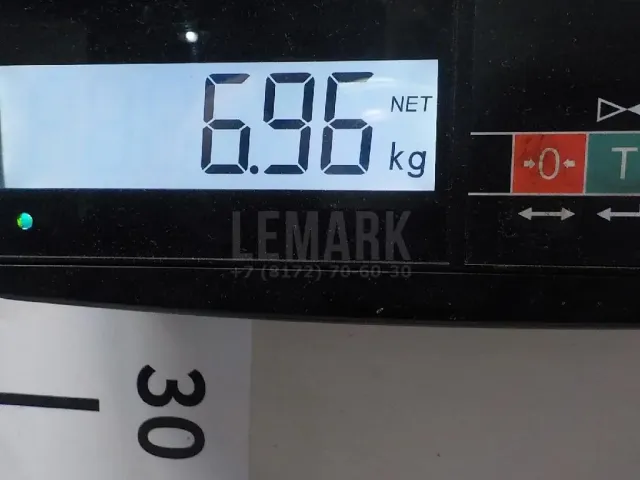 6.96
NET
kg
→0←
T
LEMARK
+7 (8172) 70-60-30
30